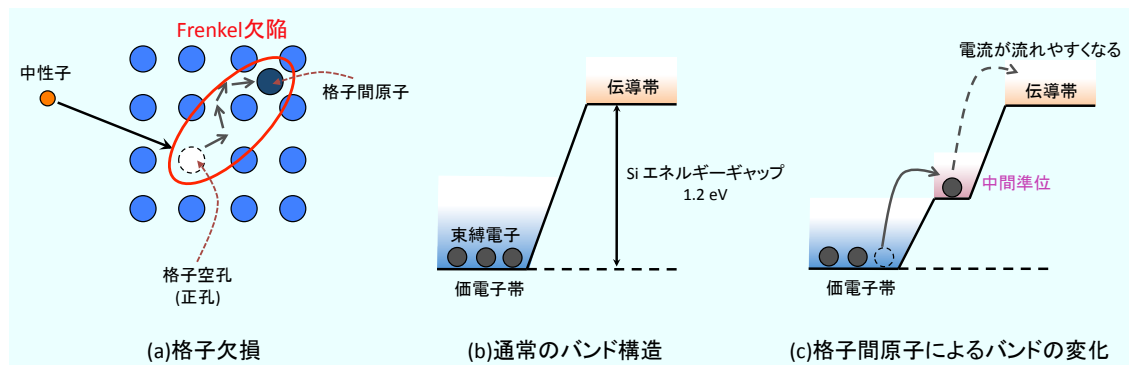 Frenkel欠陥
中性子
格子間原子
格子空孔
(正孔)
(a)格子欠損
伝導帯
Si エネルギーギャップ
1.2 eV
束縛電子
価電子帯
(b)通常のバンド構造
電流が流れやすくなる
伝導帯
中間準位
価電子帯
(c)格子間原子によるバンドの変化